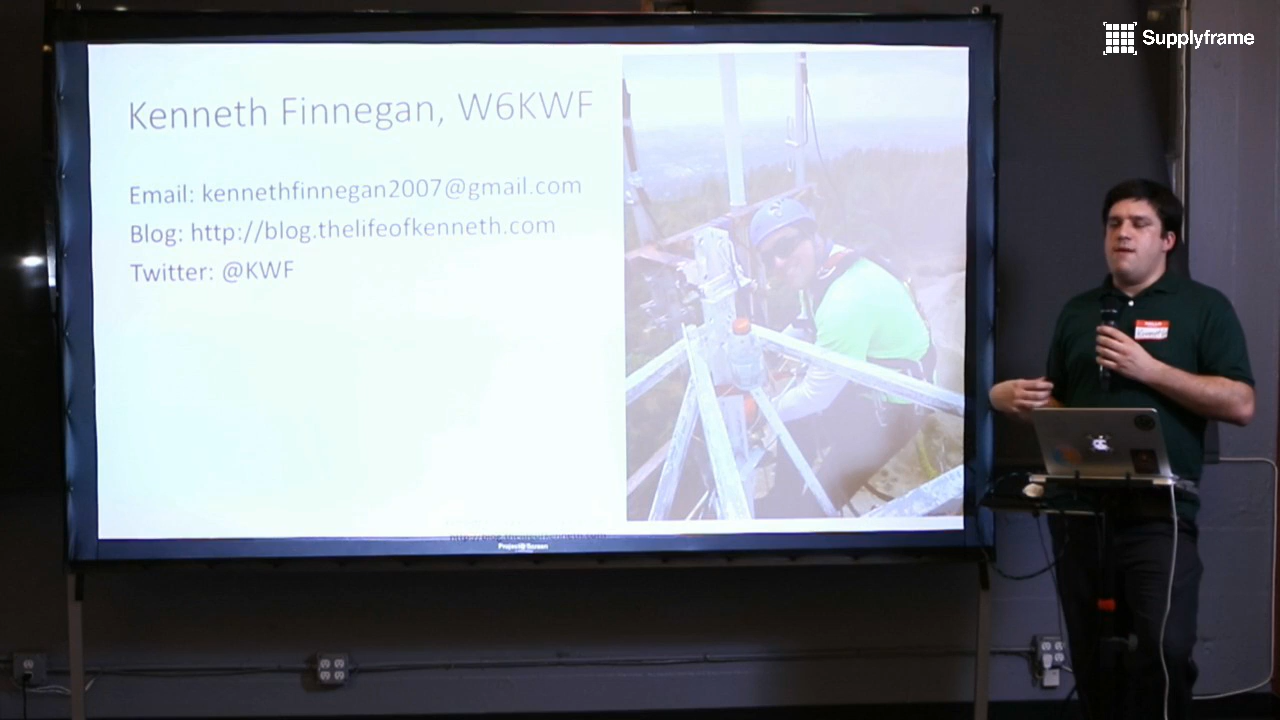 Supplyframe
Kenneth Finnegan, W6KWF
Email: kennethfinnegan2007@gmail.com
Blog: http://blog.thelifeofkenneth.com
Twitter: @KWF